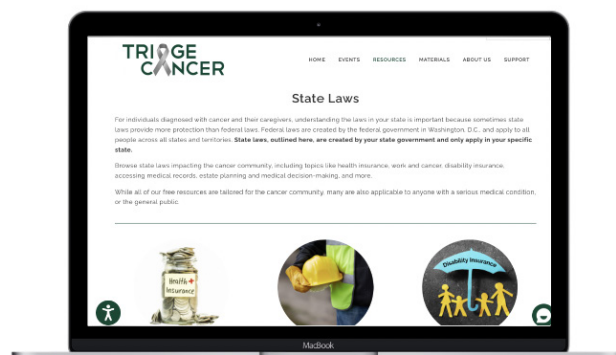 TRIAGE
CANCER
HOME EVENTS RESOURCES MATERIALS ABOUT US SUPPORT
State Laws
For individuals diagnosed with cancer and their caregivers, understanding the laws in your state is important because sometimes state
laws provide more protection than federal laws. Federal laws are created by the federal government in Washington, D.C., and apply to all
people across all states and territories. State laws, outlined here, are created by your state government and only apply in your specific
state.
Browse state laws impacting the cancer community, including topics like health insurance, work and cancer, disability insurance,
accessing medical records, estate planning and medical decision-making, and more.
While all of our free resources are tailored for the cancer community, many are also applicable to anyone with a serious medical condition,
or the general public.
Health +
Insurance
Disability Insurance
MacBook